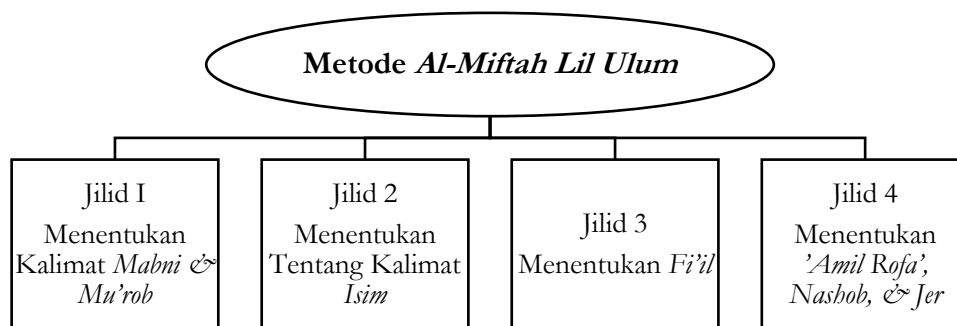 Metode Al-Miftah Lil Ulum
Jilid I
Menentukan
Kalimat Mabni &
Mu'rob
Jilid 2
Menentukan
Tentang Kalimat
Isim
Jilid 3
Menentukan Fi'il
Jilid 4
Menentukan
'Amil Rofa',
Nashob, & Jer